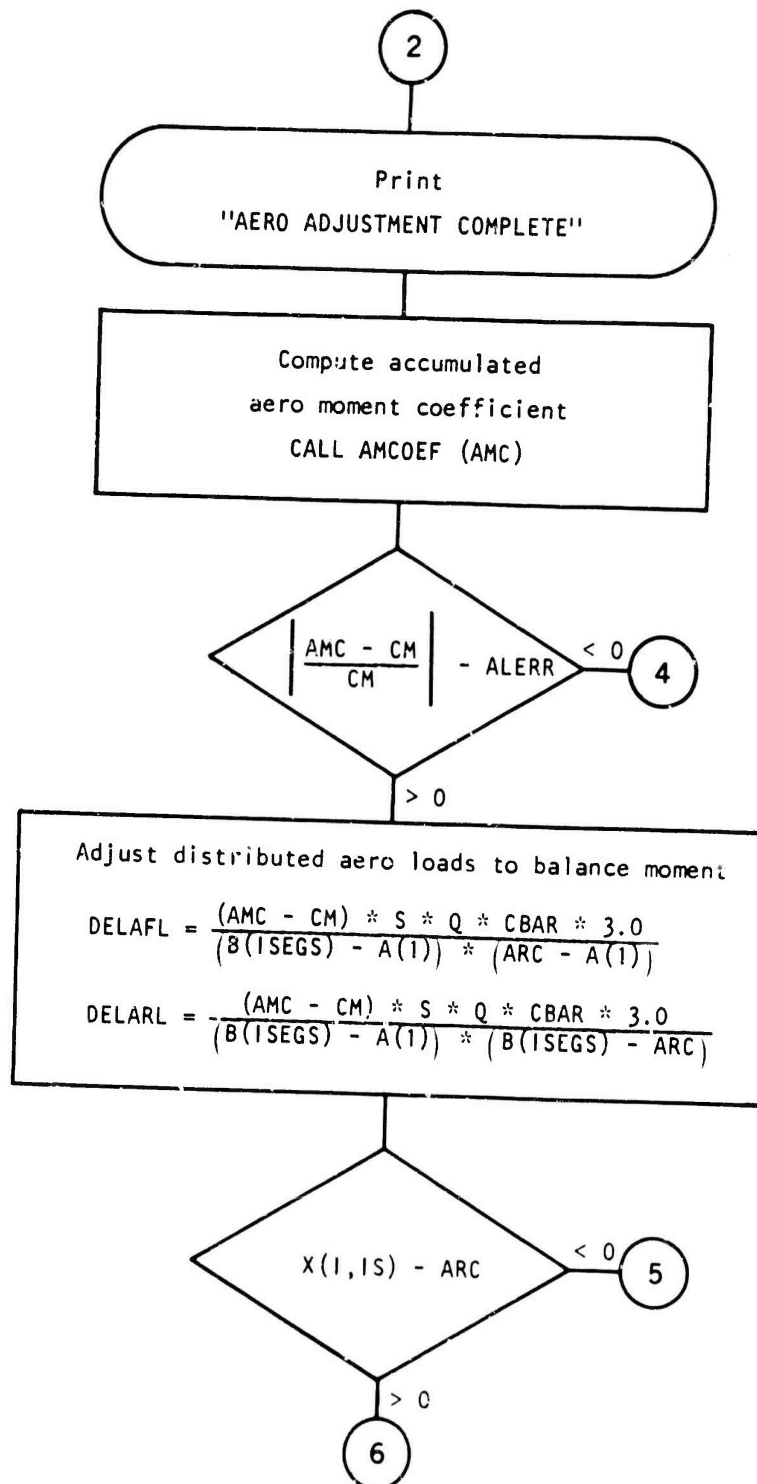 2
Print
"AERO ADJUSTMENT COMPLETE"
Compute accumulated
aero moment coefficient
CALL AMCOEF (AMC)
| (AMC - CM) / CM | - ALERR
< 0
4
> 0
Adjust distributed aero loads to balance moment
DELAFL = (AMC - CM) * S * Q * CBAR * 3.0
(B(ISEGS) - A(1)) * (ARC - A(1))
DELARL = - (AMC - CM) * S * Q * CBAR * 3.0
(B(ISEGS) - A(1)) * (B(ISEGS) - ARC)
X(I,IS) - ARC
< 0
5
> 0
6